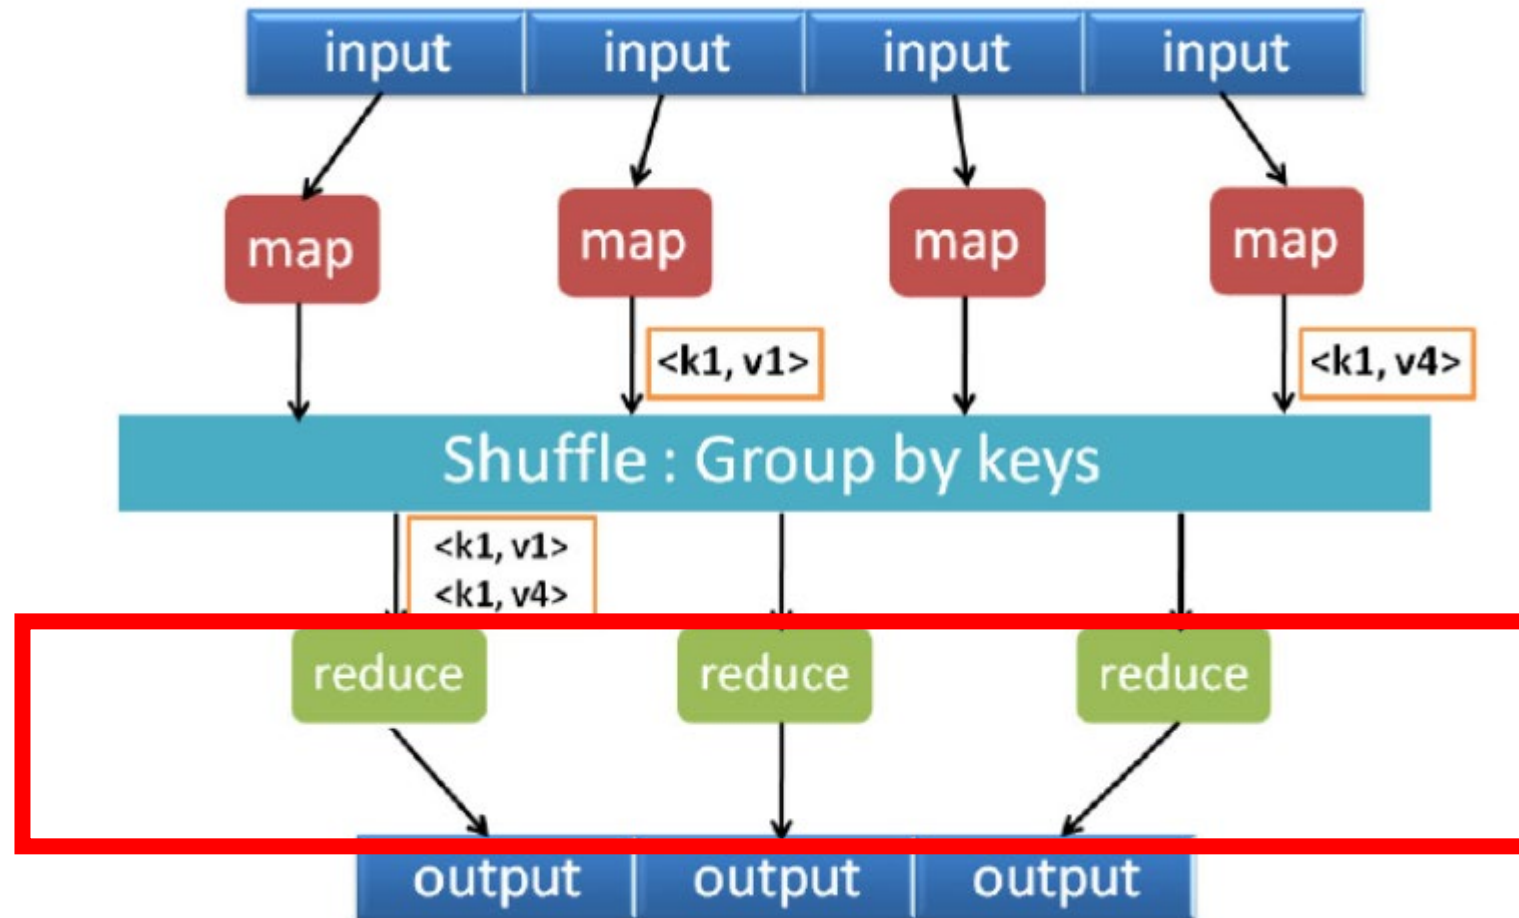 input input input input
map map map map
<k1, v1> <k1, v4>
Shuffle : Group by keys
<k1, v1>
<k1, v4>
reduce reduce reduce
output output output